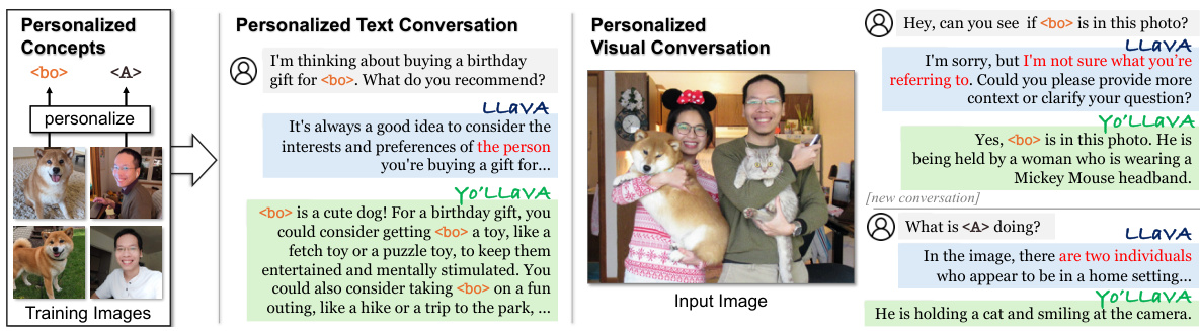 Personalized
Concepts
<bo>
<A>
personalize
Training Images
Personalized Text Conversation
I'm thinking about buying a birthday
gift for <bo>. What do you recommend?
LLaVA
It's always a good idea to consider the
interests and preferences of the person
you're buying a gift for...
Yo'LLaVA
<bo> is a cute dog! For a birthday gift, you
could consider getting <bo> a toy, like a
fetch toy or a puzzle toy, to keep them
entertained and mentally stimulated. You
could also consider taking <bo> on a fun
outing, like a hike or a trip to the park, ...
Personalized
Visual Conversation
Input Image
Hey, can you see if <bo> is in this photo?
LLaVA
I'm sorry, but I'm not sure what you're
referring to. Could you please provide more
context or clarify your question?
Yo'LLaVA
Yes, <bo> is in this photo. He is
being held by a woman who is wearing a
Mickey Mouse headband.
[new conversation]
What is <A> doing?
LLaVA
In the image, there are two individuals
who appear to be in a home setting...
Yo'LLaVA
He is holding a cat and smiling at the camera.